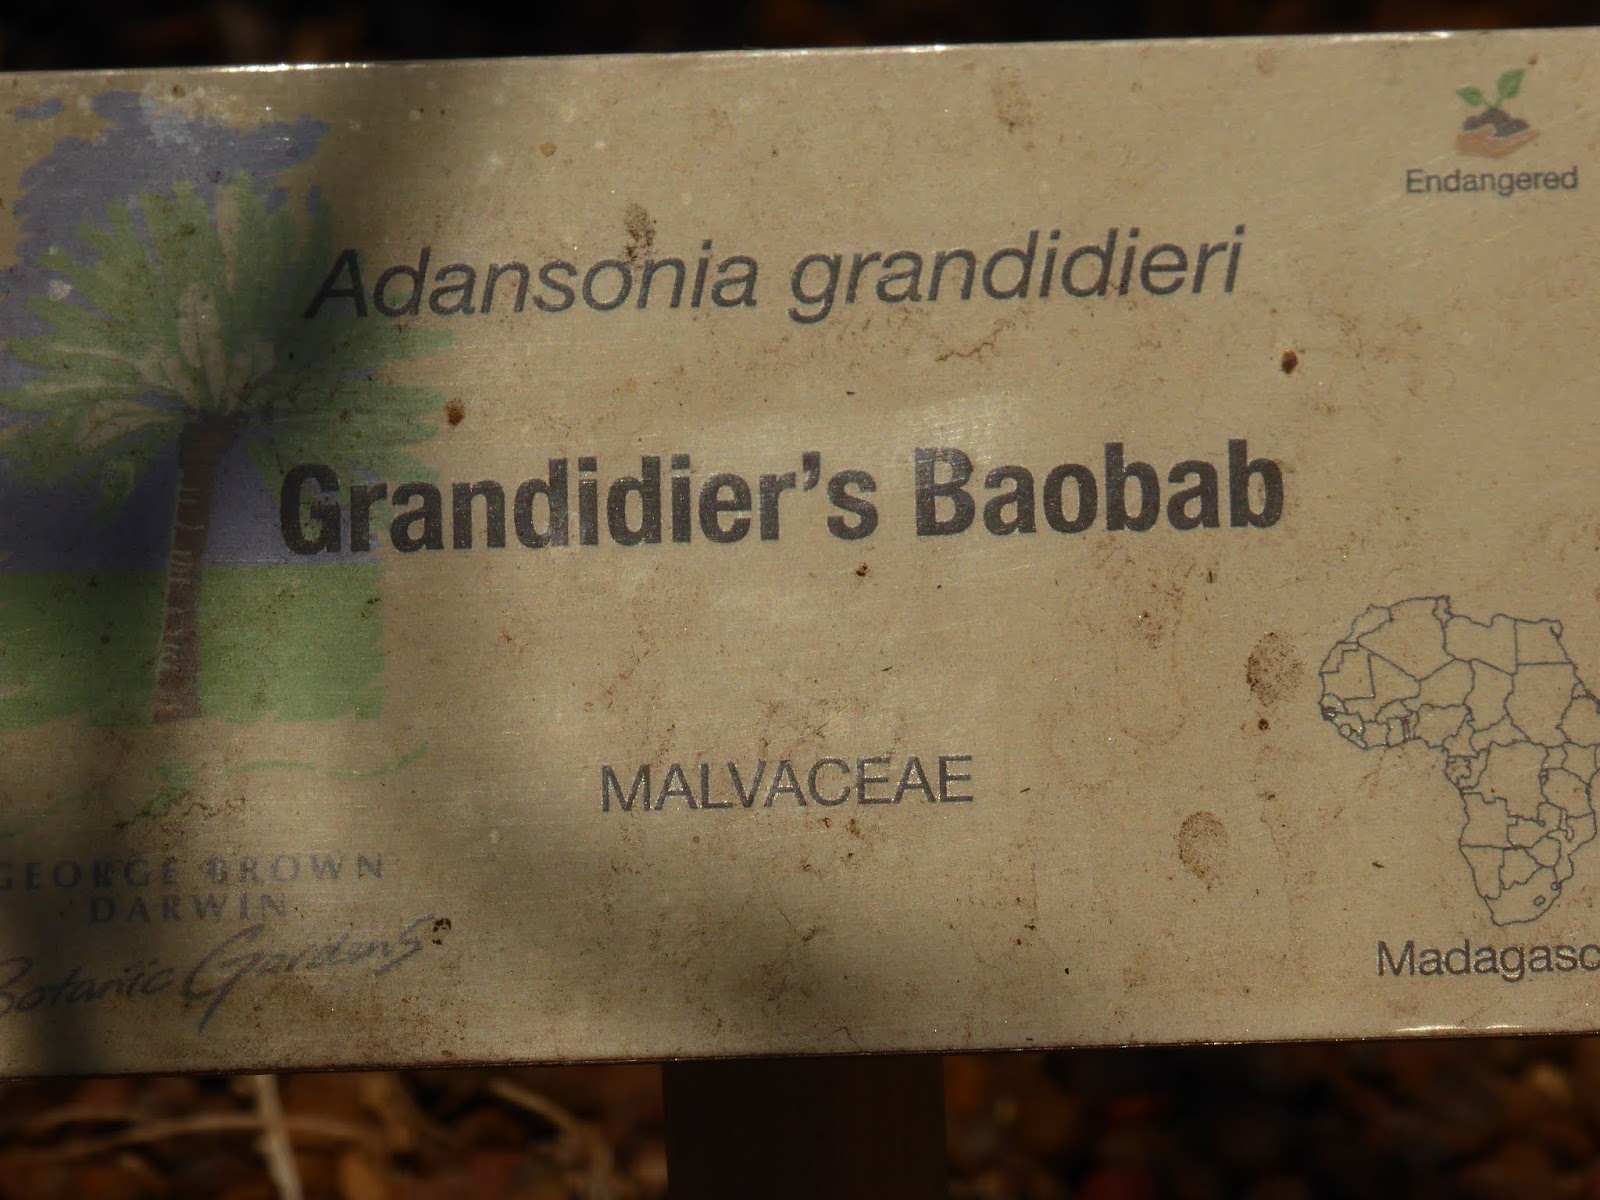 Endangered
Adansonia grandidieri
Grandidier's Baobab
MALVACEAE
GEORGE BROWN
DARWIN
Botanic Gardens
Madagasc